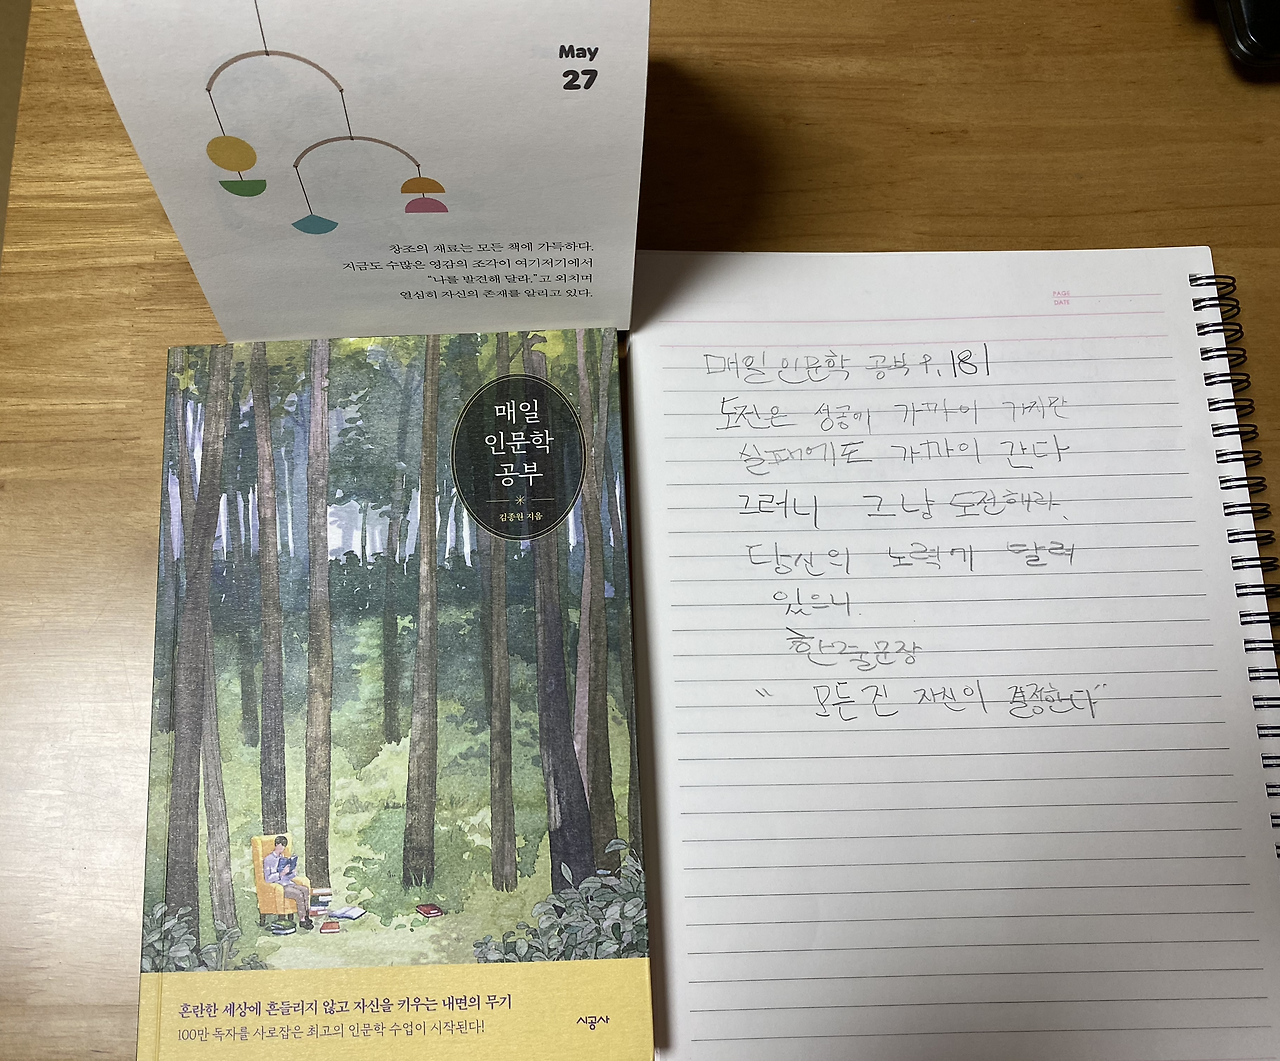 May
27
창조의 재료는 모든 책에 가득하다.
지금도 수많은 영감의 조각이 여기저기에서
“나를 발견해 달라.”고 외치며
열심히 자신의 존재를 알리고 있다.
매일
인문학
공부
김종원 지음
혼란한 세상에 흔들리지 않고 자신을 키우는 내면의 무기
100만 독자를 사로잡은 최고의 인문학 수업이 시작된다!
시공사
PAGE
DATE
매일 인문학 공부 P.181
도전은 성공에 가까이 가지만
실패에도 가까이 간다
그러니 그냥 도전해라.
당신의 노력에 달려
있으니.
한줄문장
" 모든 건 자신이 결정한다"